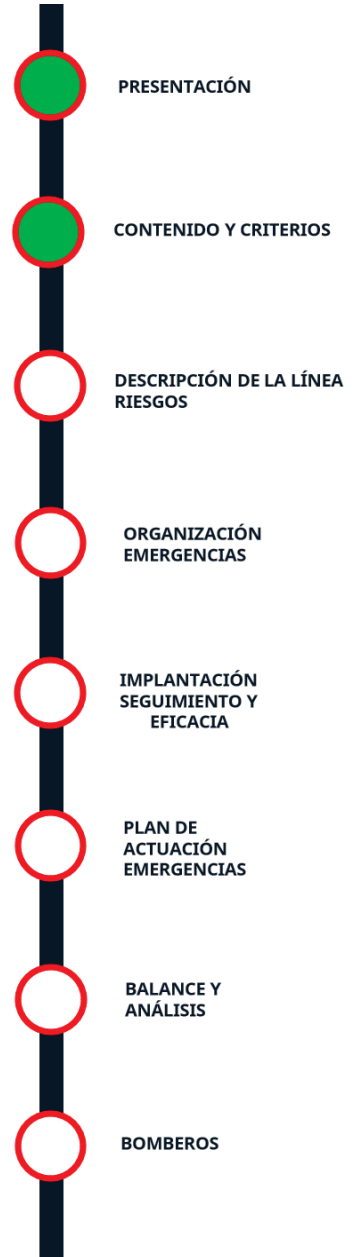 PRESENTACIÓN
CONTENIDO Y CRITERIOS
DESCRIPCIÓN DE LA LÍNEA
RIESGOS
ORGANIZACIÓN
EMERGENCIAS
IMPLANTACIÓN
SEGUIMIENTO Y
EFICACIA
PLAN DE
ACTUACIÓN
EMERGENCIAS
BALANCE Y
ANÁLISIS
BOMBEROS